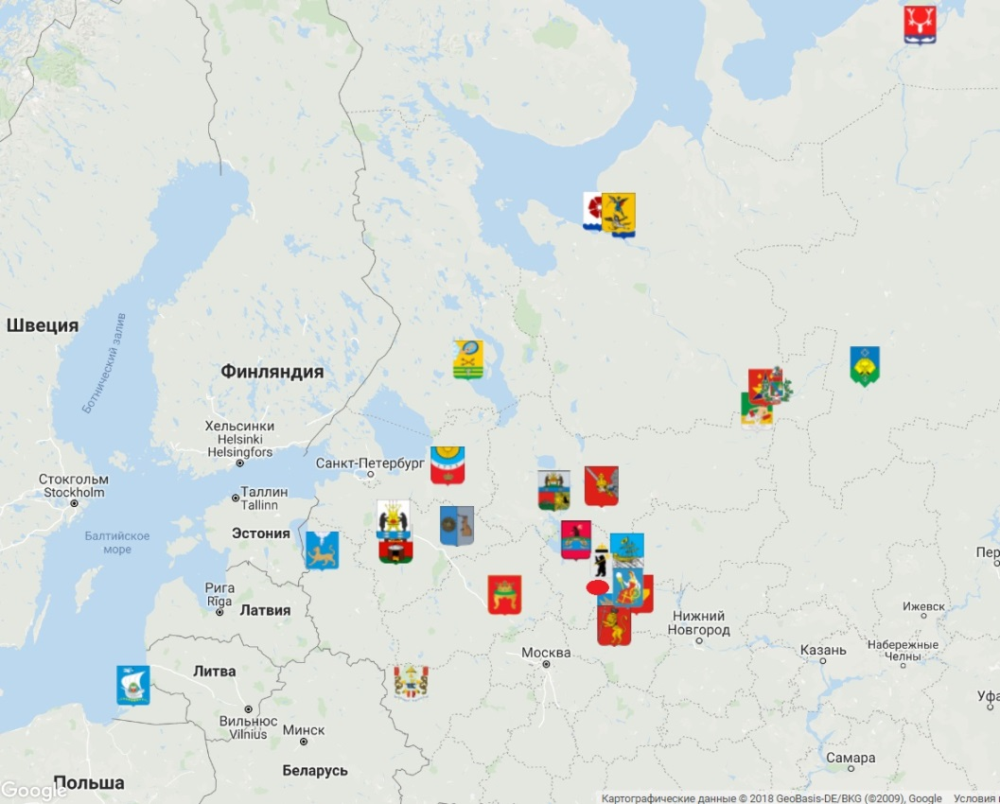 Швеция
Ботнический залив
Финляндия
Хельсинки
Helsinki
Helsingfors
Санкт-Петербург
Стокгольм
Stockholm
Таллин
Tallinn
Эстония
Балтийское
море
Рига
Rīga
Латвия
Литва
Вильнюс
Vilnius
Минск
Беларусь
Польша
Москва
Нижний
Новгород
Казань
Ижевск
Набережные
Челны
Пер
Уфа
Самара
Google
Картографические данные © 2018 GeoBasis-DE/BKG (©2009), Google Условия